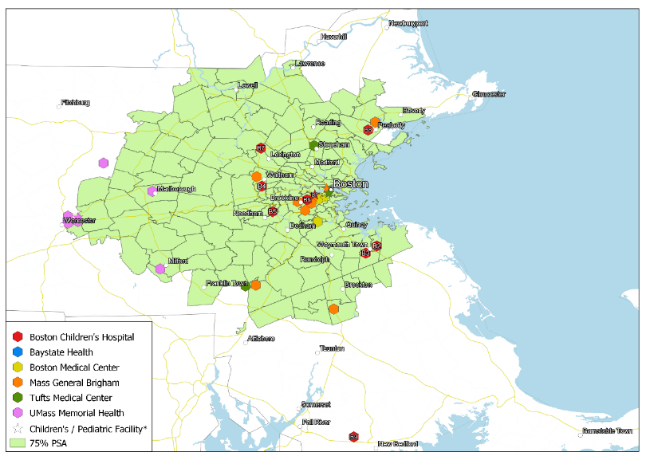 Newburyport
Haverhill
Lawrence
Lowell
Gloucester
Fitchburg
Beverly
Peabody
Reading
Stoneham
Lexington
Medford
Waltham
Marlborough
Boston
Brookline
Worcester
Needham
Dedham
Quincy
Weymouth Town
Milford
Randolph
Franklin Town
Brockton
Attleboro
Taunton
Somerset
Fall River
New Bedford
Barnstable Town
Boston Children's Hospital
Baystate Health
Boston Medical Center
Mass General Brigham
Tufts Medical Center
UMass Memorial Health
Children's / Pediatric Facility*
75% PSA